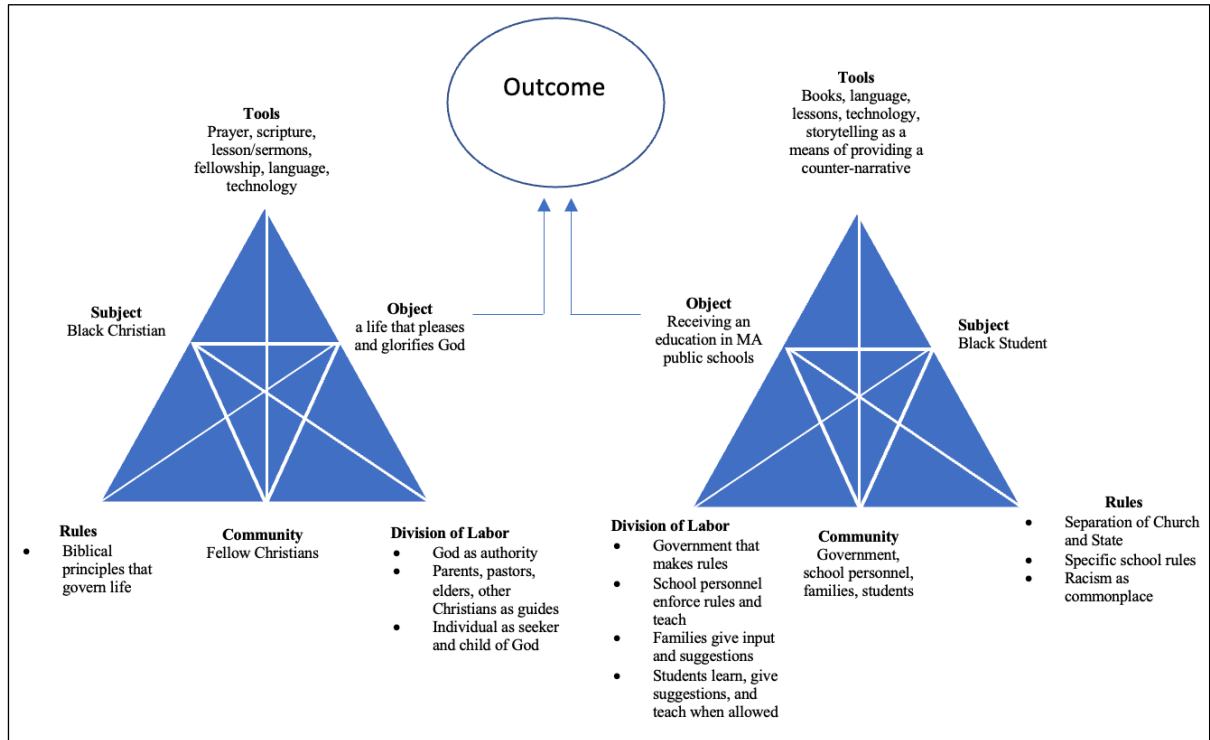 Outcome
Tools
Prayer, scripture,
lesson/sermons,
fellowship, language,
technology
Subject
Black Christian
Object
a life that pleases
and glorifies God
Rules
• Biblical
principles that
govern life
Community
Fellow Christians
Division of Labor
• God as authority
• Parents, pastors,
elders, other
Christians as guides
• Individual as seeker
and child of God
Tools
Books, language,
lessons, technology,
storytelling as a
means of providing a
counter-narrative
Object
Receiving an
education in MA
public schools
Subject
Black Student
Division of Labor
• Government that
makes rules
• School personnel
enforce rules and
teach
• Families give input
and suggestions
• Students learn, give
suggestions, and
teach when allowed
Community
Government,
school personnel,
families, students
Rules
• Separation of Church
and State
• Specific school rules
• Racism as
commonplace